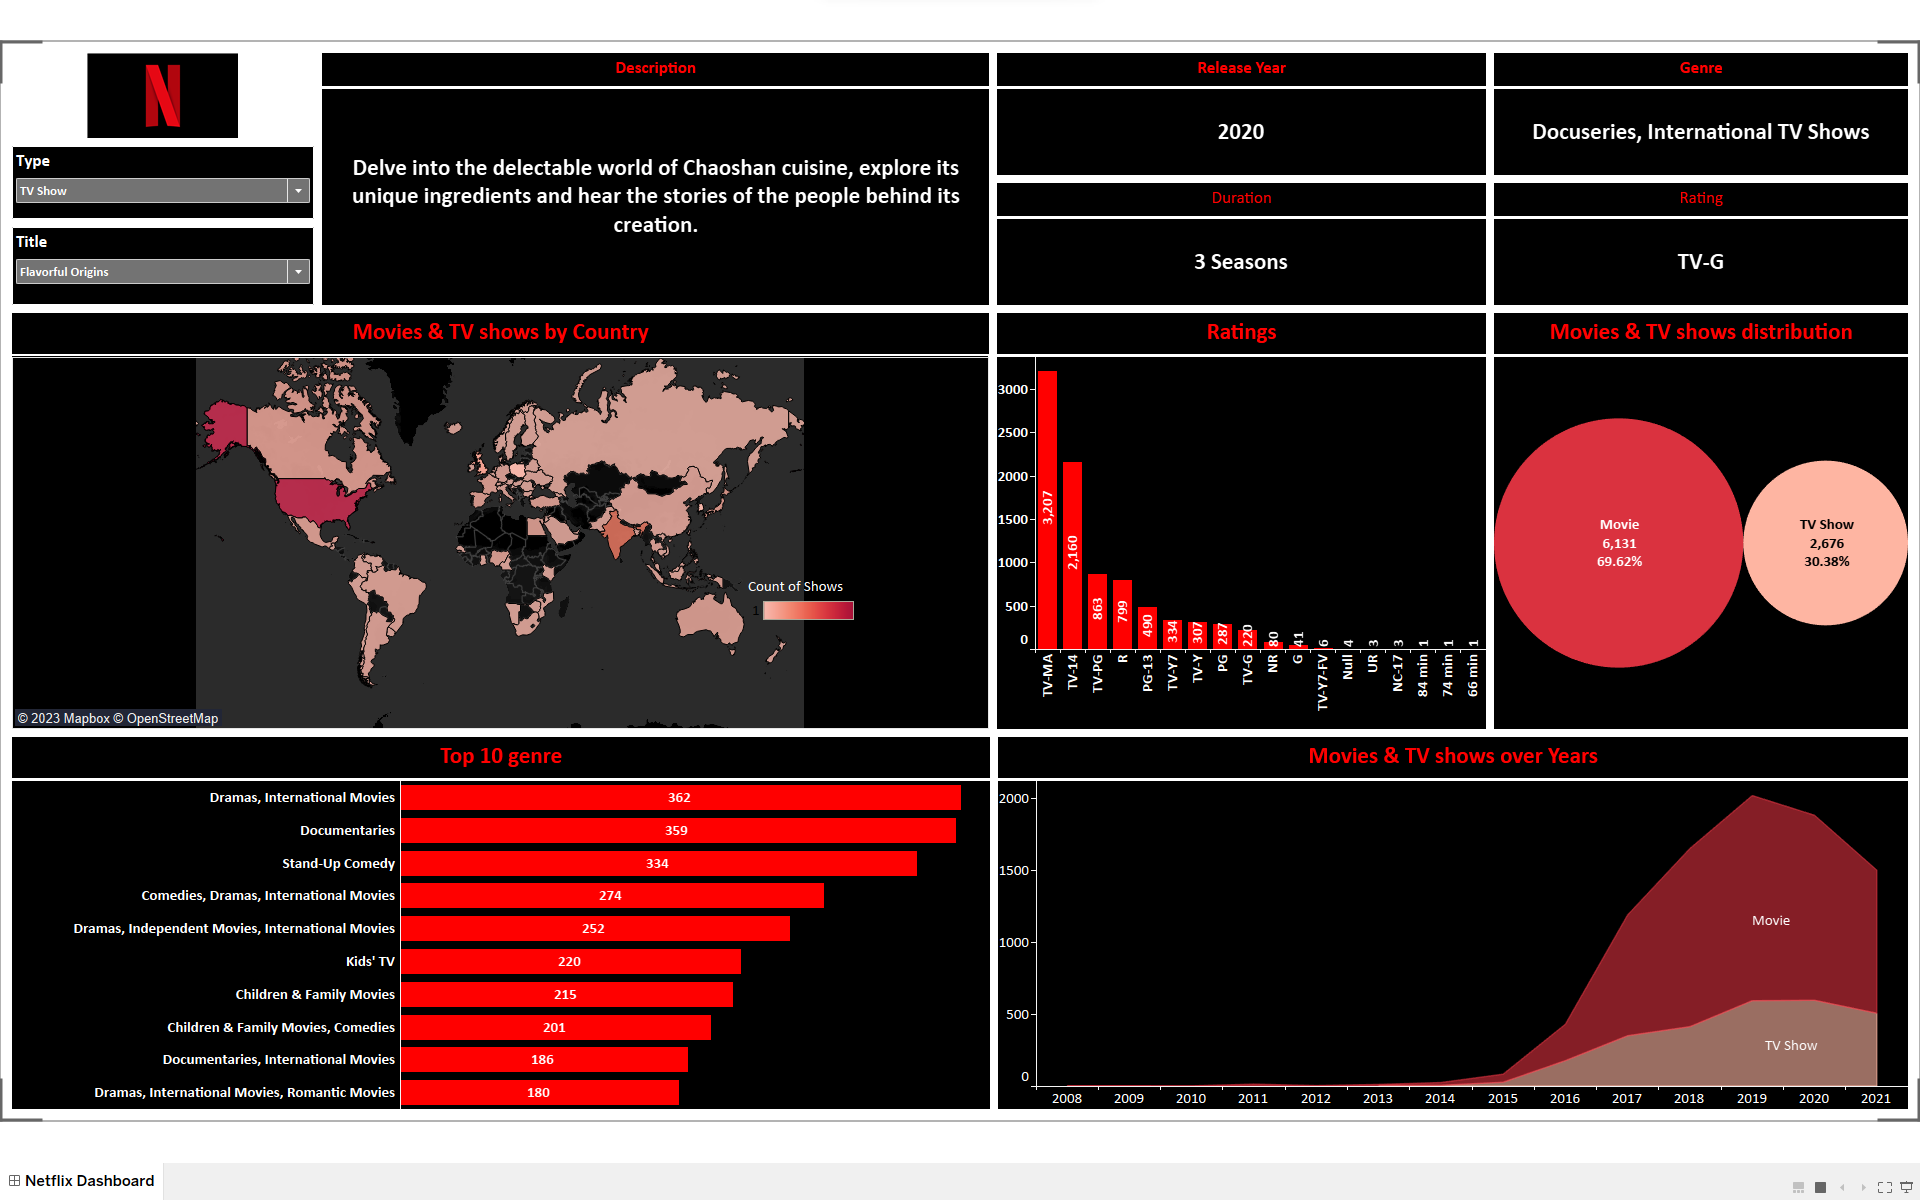 N
Type
TV Show
Title
Flavorful Origins
Description
Delve into the delectable world of Chaoshan cuisine, explore its
unique ingredients and hear the stories of the people behind its
creation.
Release Year
2020
Genre
Docuseries, International TV Shows
Duration
3 Seasons
Rating
TV-G
Movies & TV shows by Country
Count of Shows
1
© 2023 Mapbox © OpenStreetMap
Ratings
3000
2500
2000
1500
1000
500
0
3,207
2,160
863
799
490
334
307
287
220
80
41
6
4
3
3
1
1
1
TV-MA
TV-14
TV-PG
R
PG-13
TV-Y7
TV-Y
PG
TV-G
NR
G
TV-Y7-FV
Null
UR
NC-17
84 min
74 min
66 min
Movies & TV shows distribution
Movie
6,131
69.62%
TV Show
2,676
30.38%
Top 10 genre
Dramas, International Movies 362
Documentaries 359
Stand-Up Comedy 334
Comedies, Dramas, International Movies 274
Dramas, Independent Movies, International Movies 252
Kids' TV 220
Children & Family Movies 215
Children & Family Movies, Comedies 201
Documentaries, International Movies 186
Dramas, International Movies, Romantic Movies 180
Movies & TV shows over Years
2000
1500
1000
500
0
Movie
TV Show
2008 2009 2010 2011 2012 2013 2014 2015 2016 2017 2018 2019 2020 2021
Netflix Dashboard